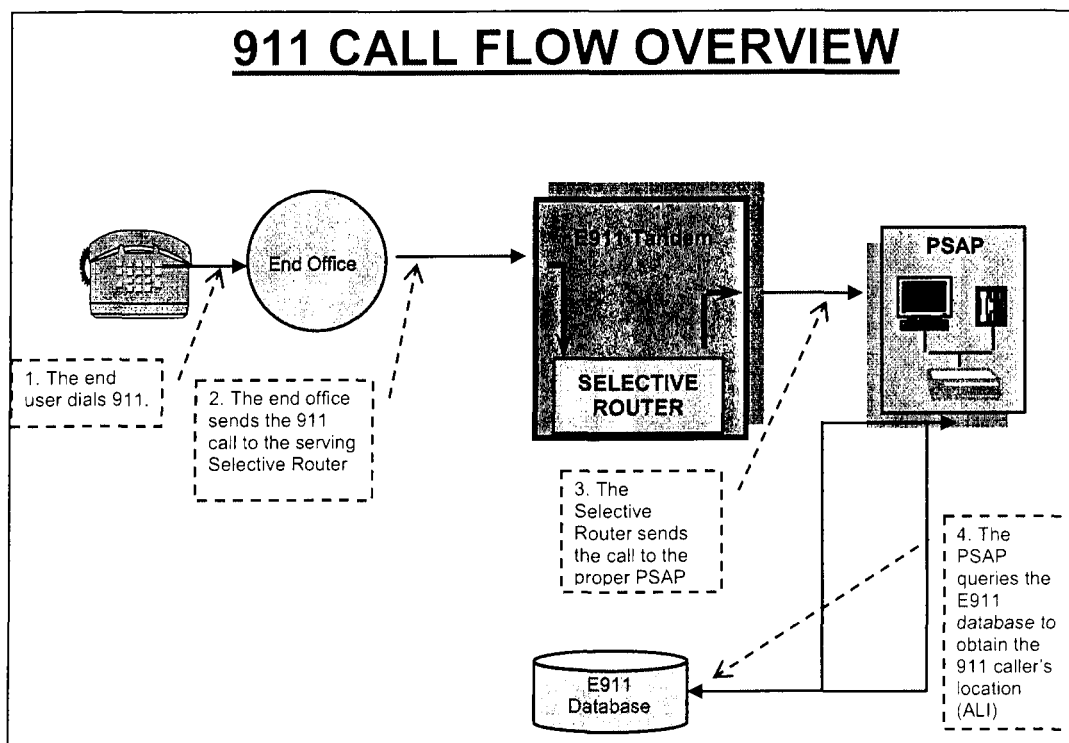 911 CALL FLOW OVERVIEW
End Office
E911 Tandem
SELECTIVE
ROUTER
PSAP
1. The end
user dials 911.
2. The end office
sends the 911
call to the serving
Selective Router
3. The
Selective
Router sends
the call to the
proper PSAP
4. The
PSAP
queries the
E911
database to
obtain the
911 caller's
location
(ALI)
E911
Database